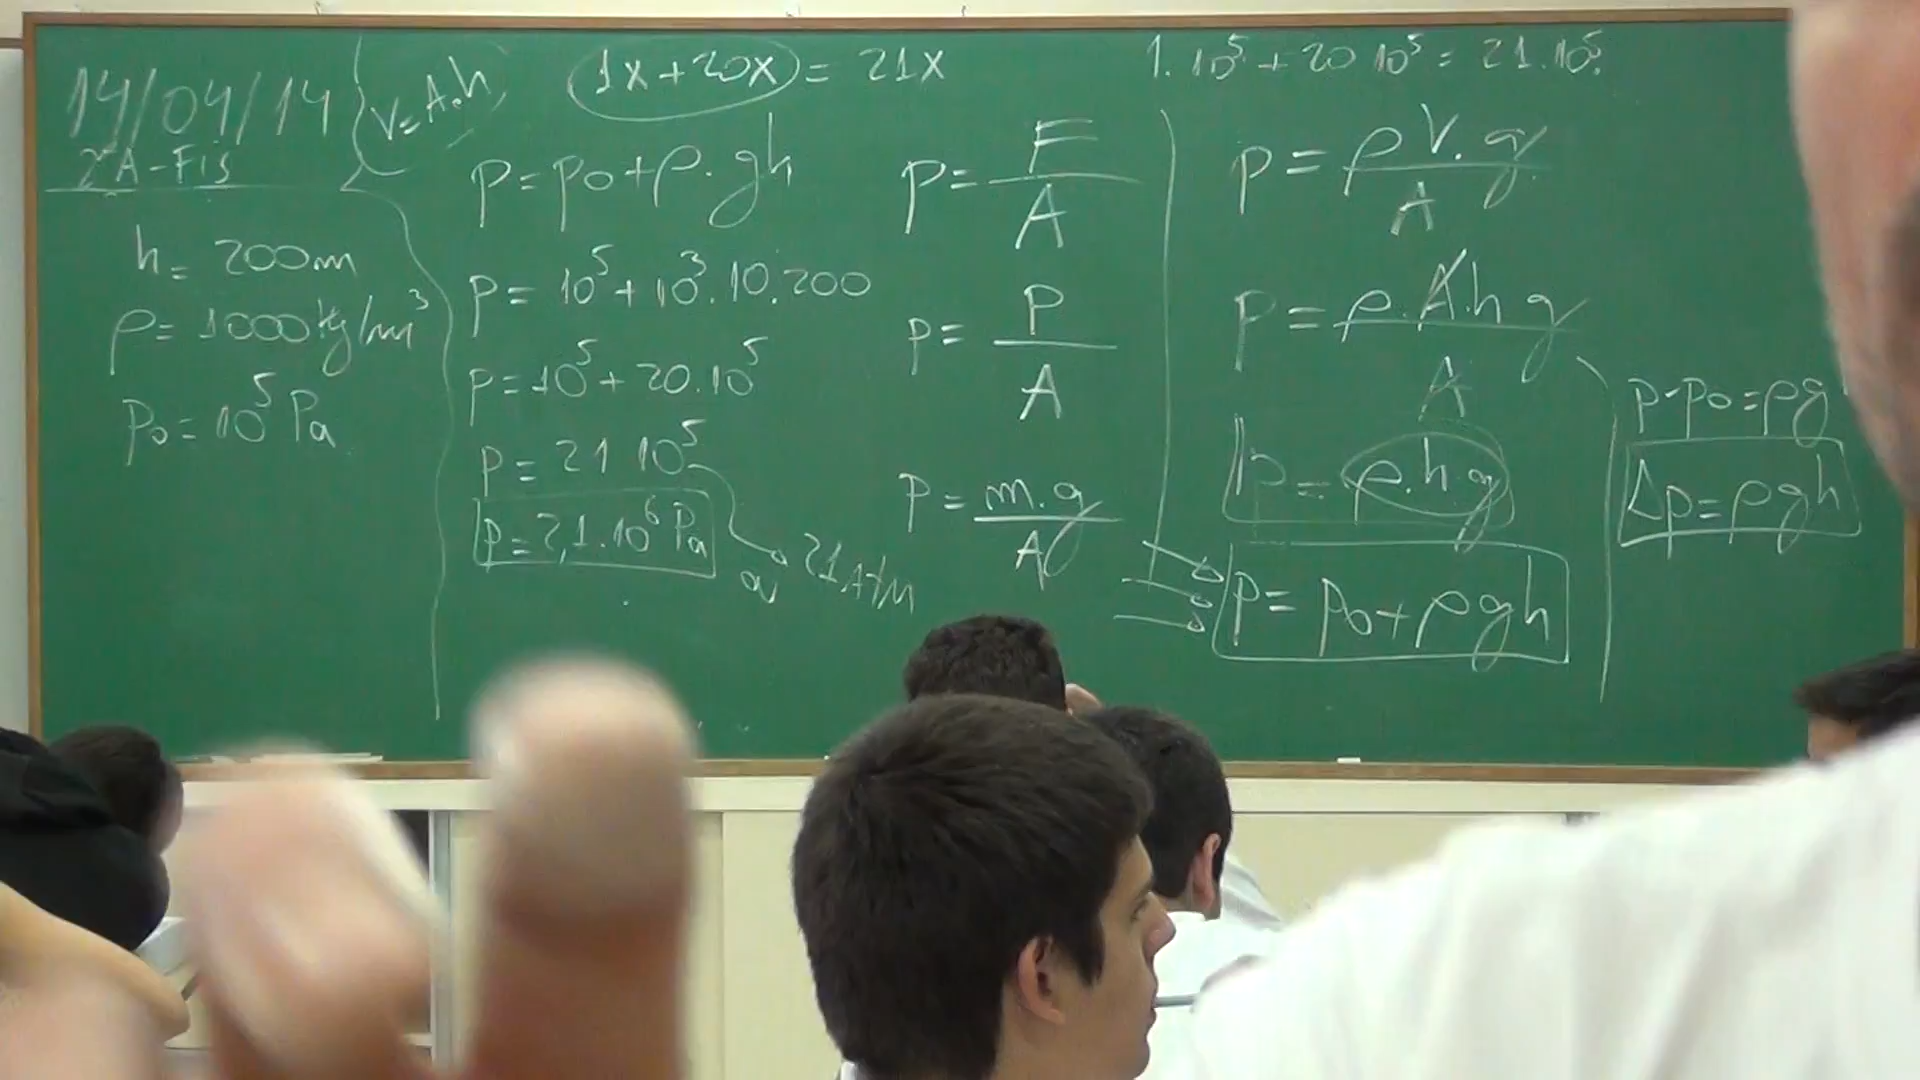 14/04/14
2ºA-Fis
V=A.h
1x+20x = 21x
1.10⁵+20 10⁵ = 21.10⁵
h= 200m
ρ= 1000kg/m³
P₀= 10⁵ Pa
p=p₀+ρ.gh
p= 10⁵+10³.10.200
p=10⁵+20.10⁵
p= 21 10⁵
p=2,1.10⁶ Pa
21 ATM
p= F/A
p= P/A
p= m.g/A
p= ρV.g/A
p= ρ.A.h g/A
p= ρ.h.g
p= p₀+ρgh
p-p₀=ρg
Δp=ρgh